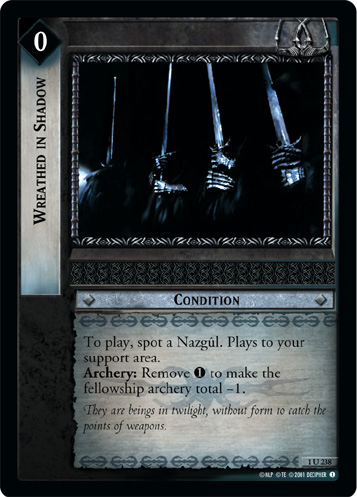 0
WREATHED IN SHADOW
CONDITION
To play, spot a Nazgûl. Plays to your
support area.
Archery: Remove 1 to make the
fellowship archery total –1.
They are beings in twilight, without form to catch the
points of weapons.
1 U 238
©NLP ©TE ©2001 DECIPHER 1